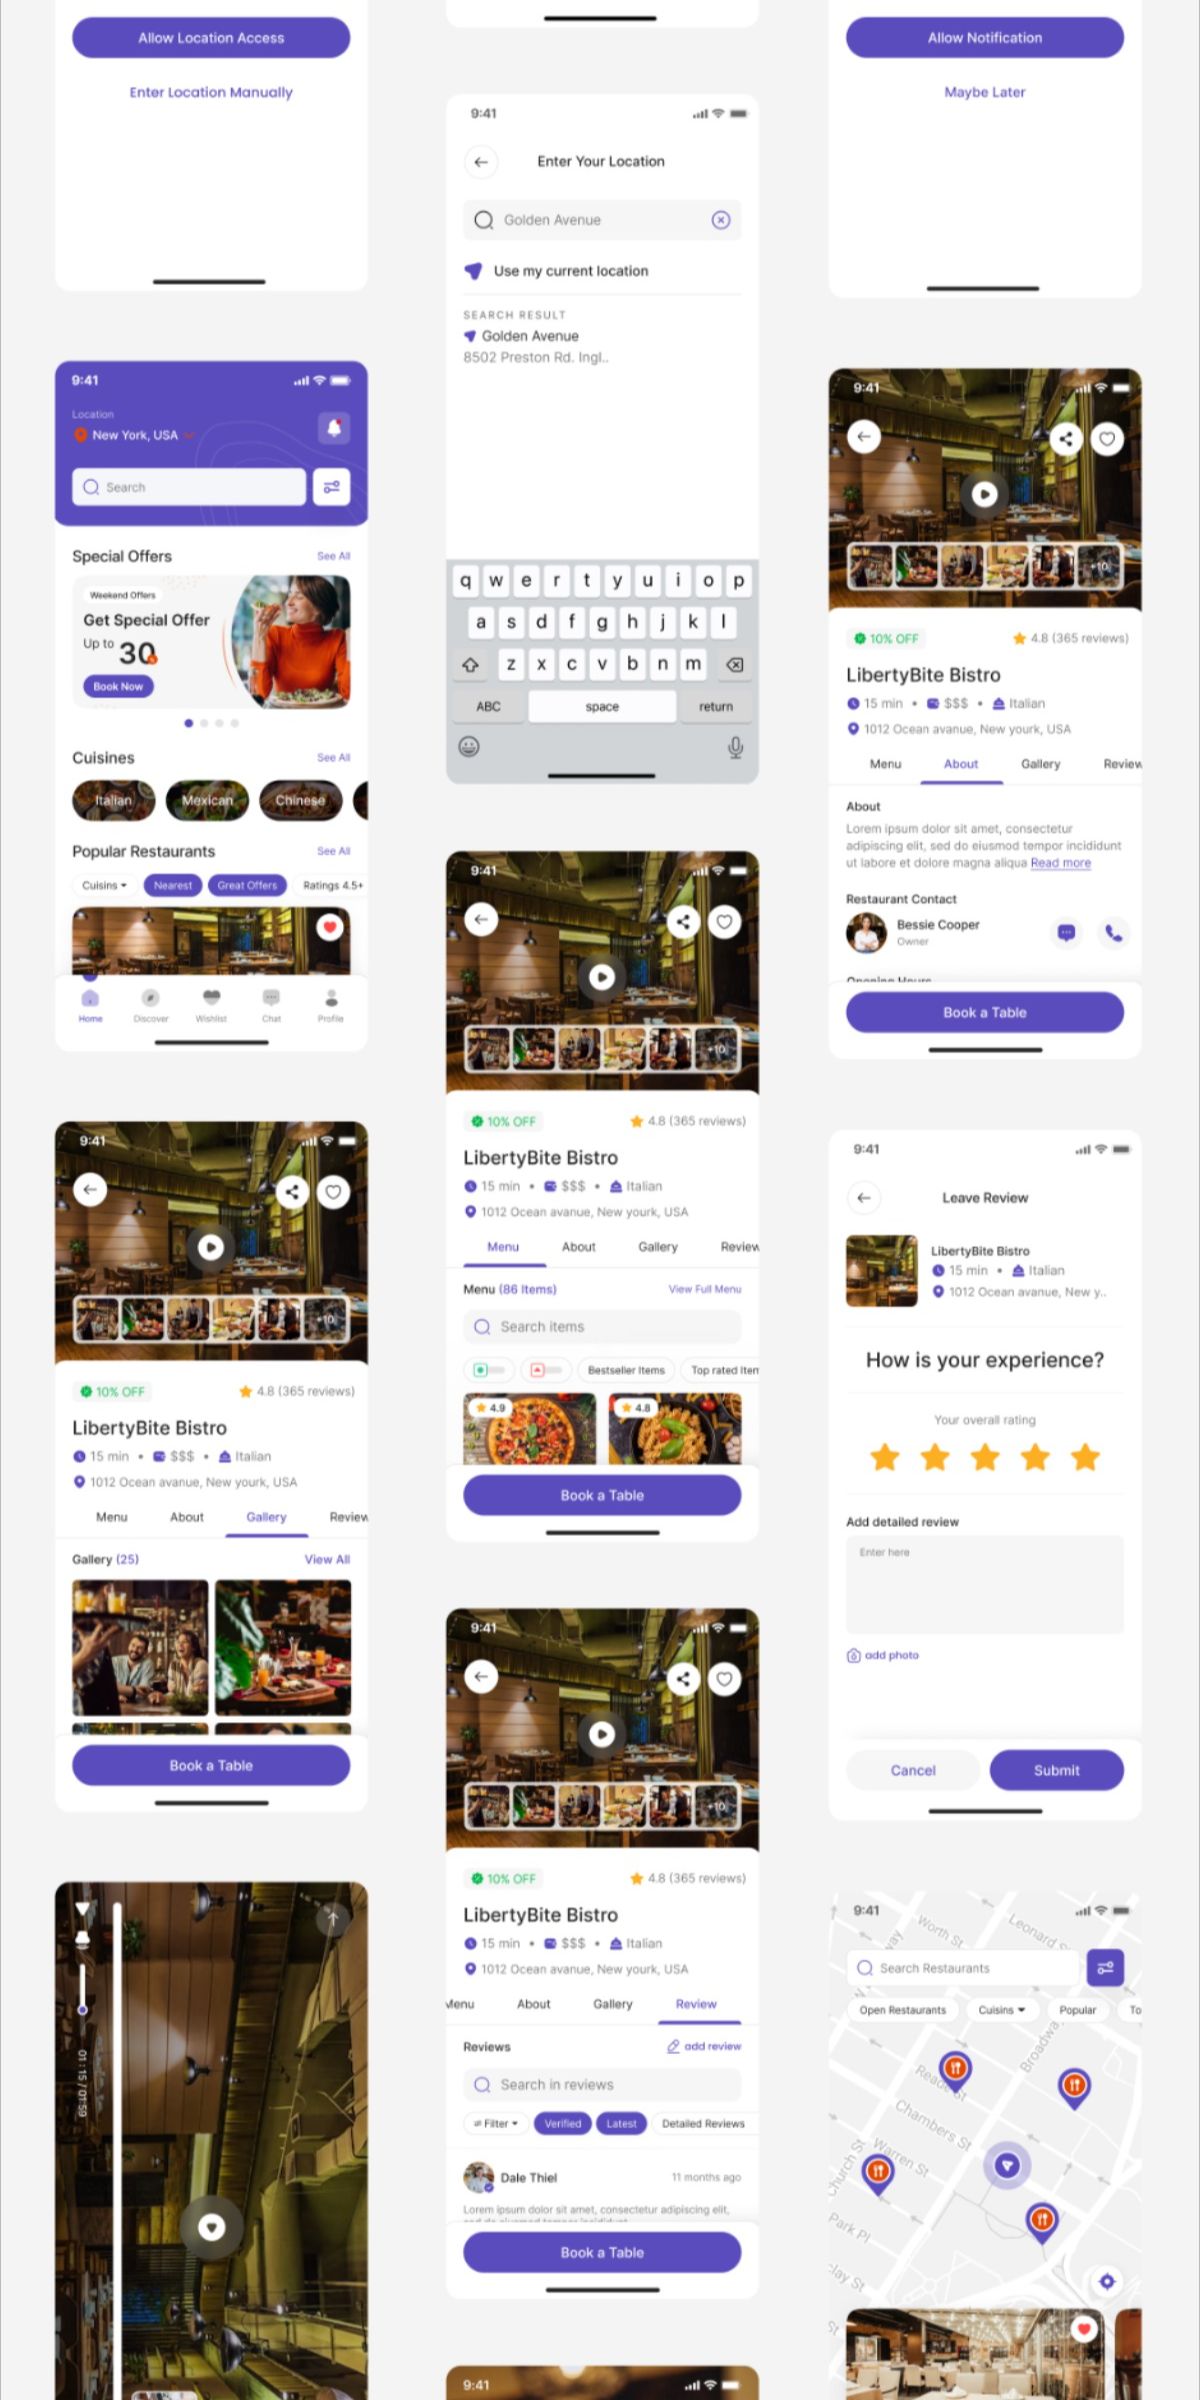 Allow Location Access
Enter Location Manually
9:41
Location
New York, USA
Search
Special Offers
See All
Weekend Offers
Get Special Offer
Up to 30
Book Now
Cuisines
See All
Italian
Mexican
Chinese
Popular Restaurants
See All
Cuisins
Nearest
Great Offers
Ratings 4.5+
Home
Discover
Wishlist
Chat
Profile
9:41
+10
10% OFF
4.8 (365 reviews)
LibertyBite Bistro
15 min • $$$ • Italian
1012 Ocean avanue, New yourk, USA
Menu
About
Gallery
Review
Gallery (25)
View All
Book a Table
01:15 / 01:59
9:41
Enter Your Location
Golden Avenue
Use my current location
SEARCH RESULT
Golden Avenue
8502 Preston Rd. Ingl..
q w e r t y u i o p
a s d f g h j k l
z x c v b n m
ABC
space
return
9:41
+10
10% OFF
4.8 (365 reviews)
LibertyBite Bistro
15 min • $$$ • Italian
1012 Ocean avanue, New yourk, USA
Menu
About
Gallery
Review
Menu (86 Items)
View Full Menu
Search items
Bestseller Items
Top rated Item
4.9
4.8
Book a Table
9:41
+10
10% OFF
4.8 (365 reviews)
LibertyBite Bistro
15 min • $$$ • Italian
1012 Ocean avanue, New yourk, USA
Menu
About
Gallery
Review
Reviews
add review
Search in reviews
Filter
Verified
Latest
Detailed Reviews
Dale Thiel
11 months ago
Lorem ipsum dolor sit amet, consectetur adipiscing elit,
sed do eiusmod tempor incididunt
Book a Table
9:41
Allow Notification
Maybe Later
9:41
+10
10% OFF
4.8 (365 reviews)
LibertyBite Bistro
15 min • $$$ • Italian
1012 Ocean avanue, New yourk, USA
Menu
About
Gallery
Review
About
Lorem ipsum dolor sit amet, consectetur
adipiscing elit, sed do eiusmod tempor incididunt
ut labore et dolore magna aliqua Read more
Restaurant Contact
Bessie Cooper
Owner
Opening Hours
Book a Table
9:41
Leave Review
LibertyBite Bistro
15 min • Italian
1012 Ocean avanue, New y..
How is your experience?
Your overall rating
Add detailed review
Enter here
add photo
Cancel
Submit
9:41
Worth St
Leonard S
Search Restaurants
Open Restaurants
Cuisins
Popular
To
Broadwa
Reade St
Chambers St
Warren St
Church St
Park Pl
lay St
St